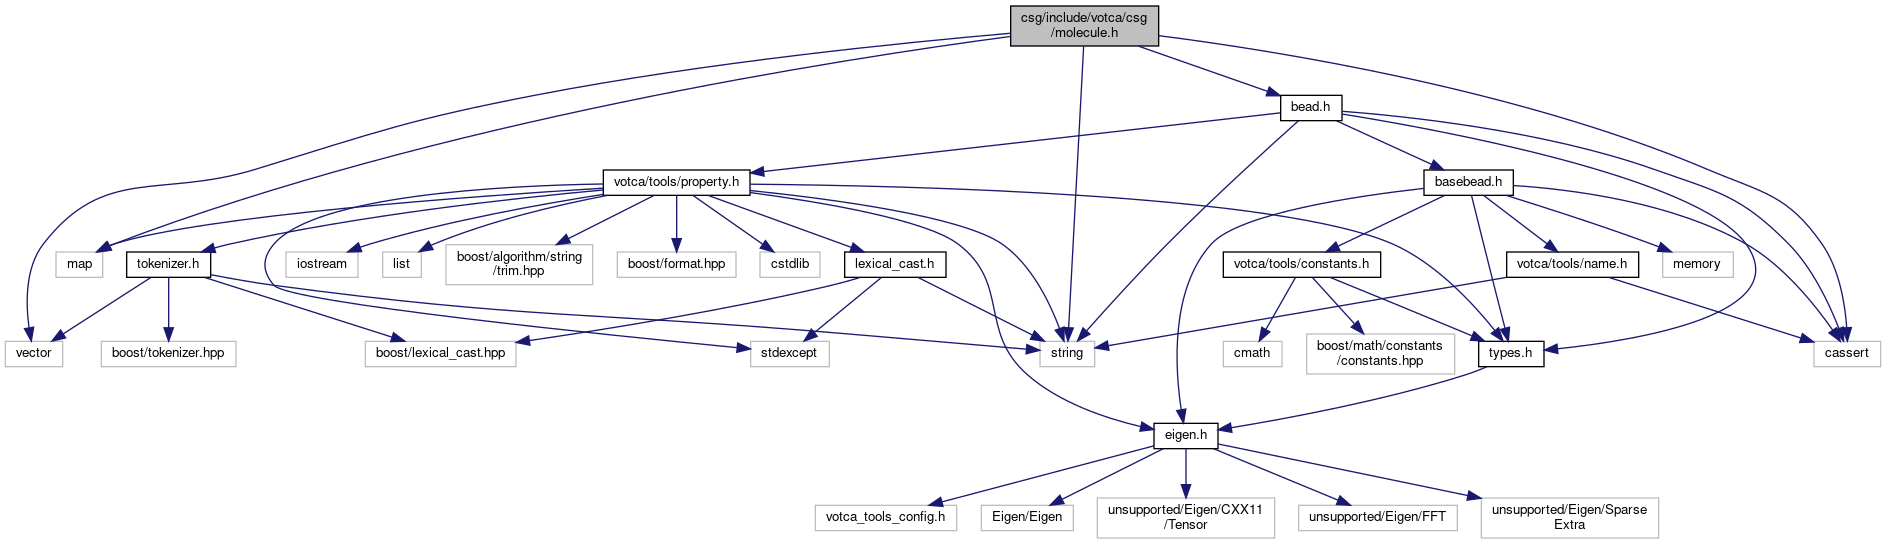 csg/include/votca/csg
/molecule.h
bead.h
votca/tools/property.h
basebead.h
map
tokenizer.h
iostream
list
boost/algorithm/string
/trim.hpp
boost/format.hpp
cstdlib
lexical_cast.h
votca/tools/constants.h
votca/tools/name.h
memory
vector
boost/tokenizer.hpp
boost/lexical_cast.hpp
stdexcept
string
cmath
boost/math/constants
/constants.hpp
types.h
cassert
eigen.h
votca_tools_config.h
Eigen/Eigen
unsupported/Eigen/CXX11
/Tensor
unsupported/Eigen/FFT
unsupported/Eigen/Sparse
Extra